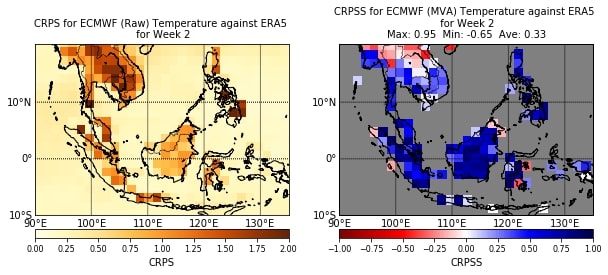 CRPS for ECMWF (Raw) Temperature against ERA5
for Week 2
10°N
0°
10°S
90°E
100°E
110°E
120°E
130°E
0.00 0.25 0.50 0.75 1.00 1.25 1.50 1.75 2.00
CRPS
CRPSS for ECMWF (MVA) Temperature against ERA5
for Week 2
Max: 0.95 Min: -0.65 Ave: 0.33
10°N
0°
10°S
90°E
100°E
110°E
120°E
130°E
−1.00 −0.75 −0.50 −0.25 0.00 0.25 0.50 0.75 1.00
CRPSS